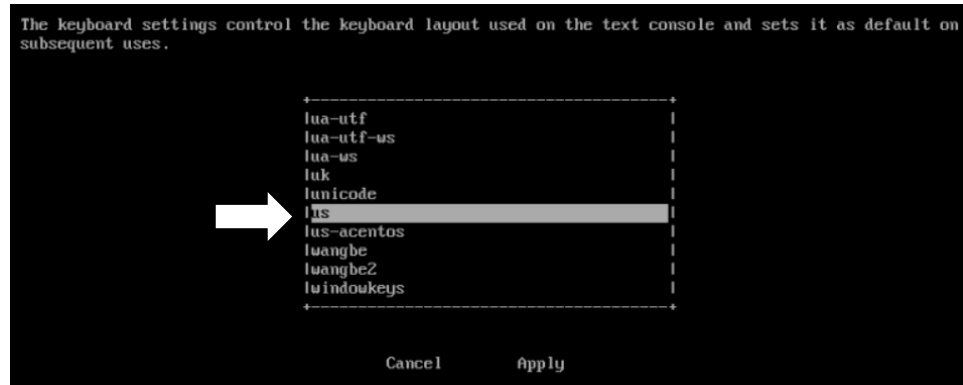 The keyboard settings control the keyboard layout used on the text console and sets it as default on
subsequent uses.
ua-utf
ua-utf-ws
ua-ws
uk
unicode
us
us-acentos
wangbe
wangbe2
windowkeys
Cancel Apply